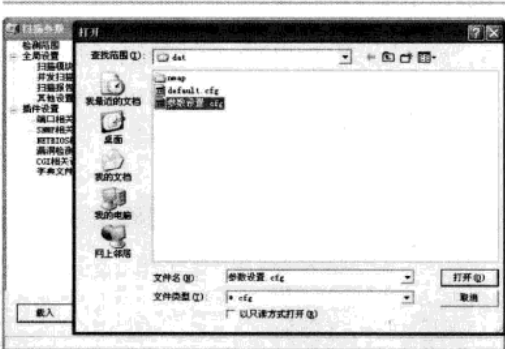 扫描参数
打开
检测范围
全局设置
扫描模块
并发扫描
扫描报告
其他设置
插件设置
端口相关
SNMP相关
NETBIOS
漏洞检测
CGI相关
字典文件
载入
查找范围(I):
dat
我最近的文档
桌面
我的文档
我的电脑
网上邻居
nmap
default.cfg
参数设置.cfg
文件名(N):
参数设置.cfg
打开(O)
文件类型(T):
*.cfg
取消
以只读方式打开(R)